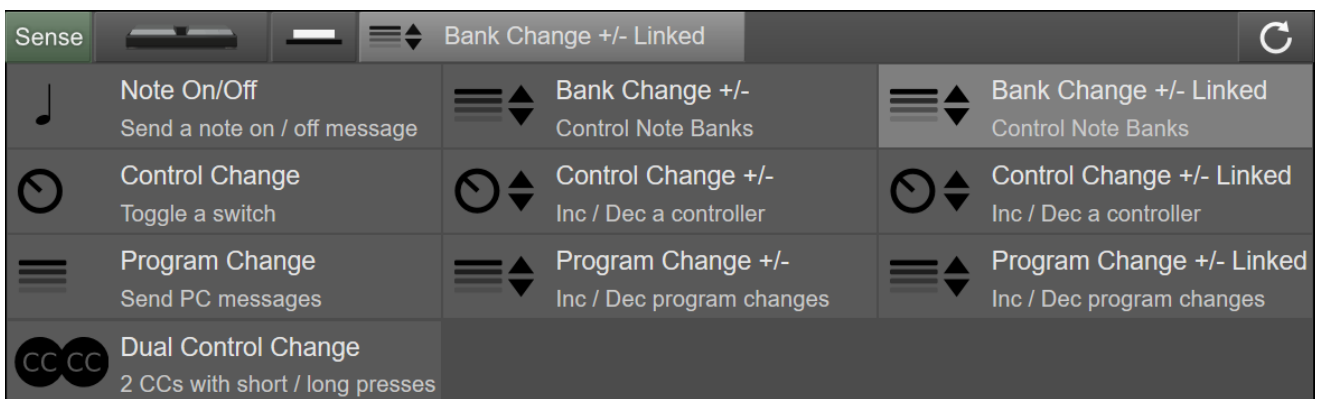 Sense
Bank Change +/- Linked
Note On/Off
Send a note on / off message
Bank Change +/-
Control Note Banks
Bank Change +/- Linked
Control Note Banks
Control Change
Toggle a switch
Control Change +/-
Inc / Dec a controller
Control Change +/- Linked
Inc / Dec a controller
Program Change
Send PC messages
Program Change +/-
Inc / Dec program changes
Program Change +/- Linked
Inc / Dec program changes
CC CC
Dual Control Change
2 CCs with short / long presses